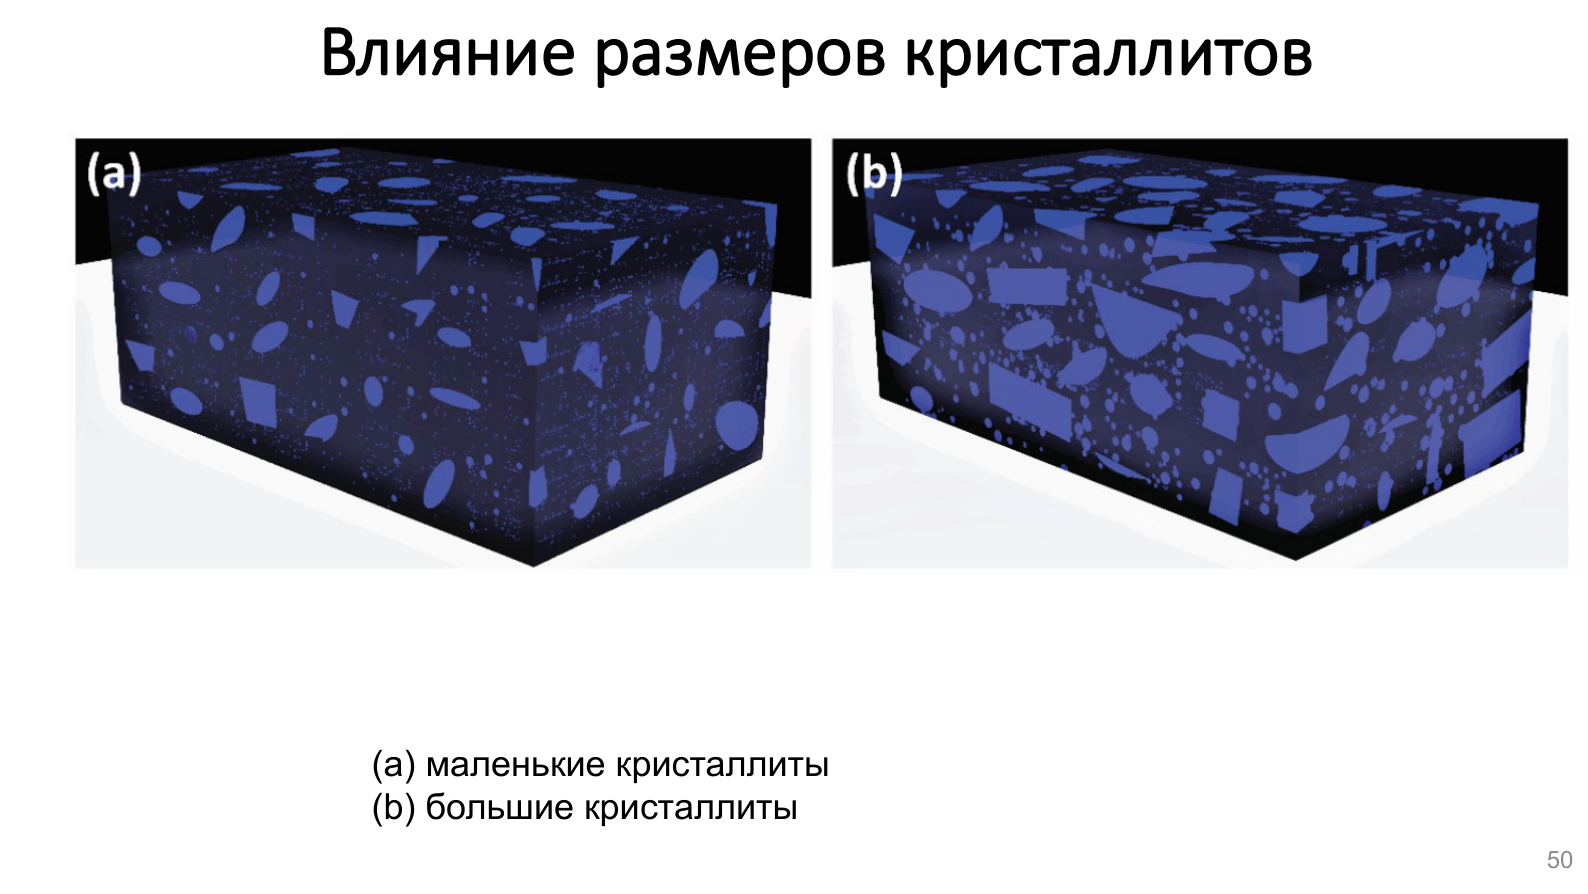 Влияние размеров кристаллитов
(a)
(b)
(a) маленькие кристаллиты
(b) большие кристаллиты
50